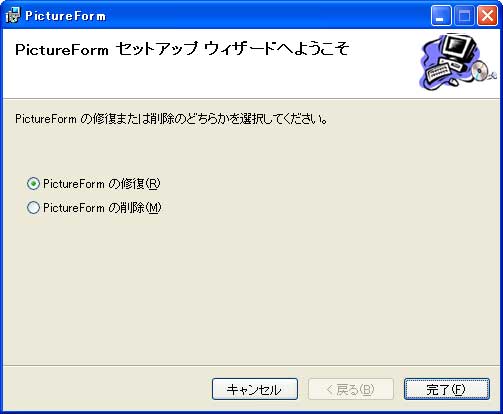 PictureForm
PictureForm セットアップ ウィザードへようこそ
PictureForm の修復または削除のどちらかを選択してください。
PictureForm の修復(R)
PictureForm の削除(M)
キャンセル
< 戻る(B)
完了(F)